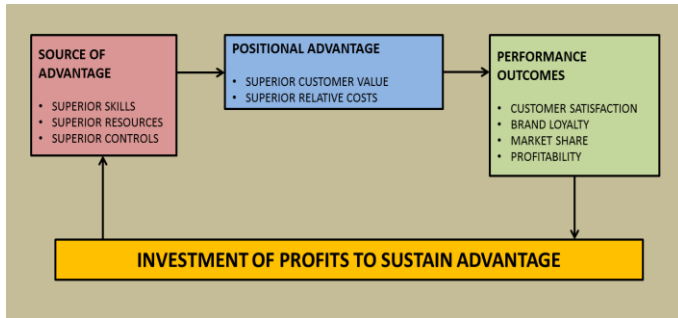 SOURCE OF
ADVANTAGE
• SUPERIOR SKILLS
• SUPERIOR RESOURCES
• SUPERIOR CONTROLS
POSITIONAL ADVANTAGE
• SUPERIOR CUSTOMER VALUE
• SUPERIOR RELATIVE COSTS
PERFORMANCE
OUTCOMES
• CUSTOMER SATISFACTION
• BRAND LOYALTY
• MARKET SHARE
• PROFITABILITY
INVESTMENT OF PROFITS TO SUSTAIN ADVANTAGE